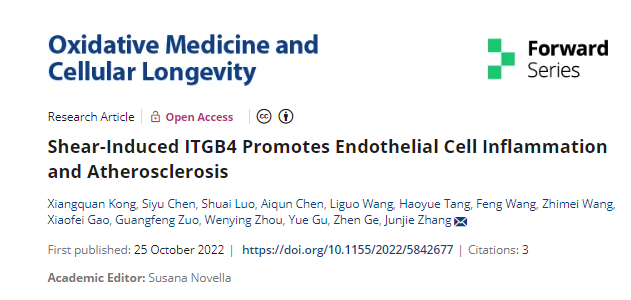 Oxidative Medicine and
Cellular Longevity
Forward
Series
Research Article | Open Access |
Shear-Induced ITGB4 Promotes Endothelial Cell Inflammation
and Atherosclerosis
Xiangquan Kong, Siyu Chen, Shuai Luo, Aiqun Chen, Liguo Wang, Haoyue Tang, Feng Wang, Zhimei Wang,
Xiaofei Gao, Guangfeng Zuo, Wenying Zhou, Yue Gu, Zhen Ge, Junjie Zhang
First published: 25 October 2022 | https://doi.org/10.1155/2022/5842677 | Citations: 3
Academic Editor: Susana Novella